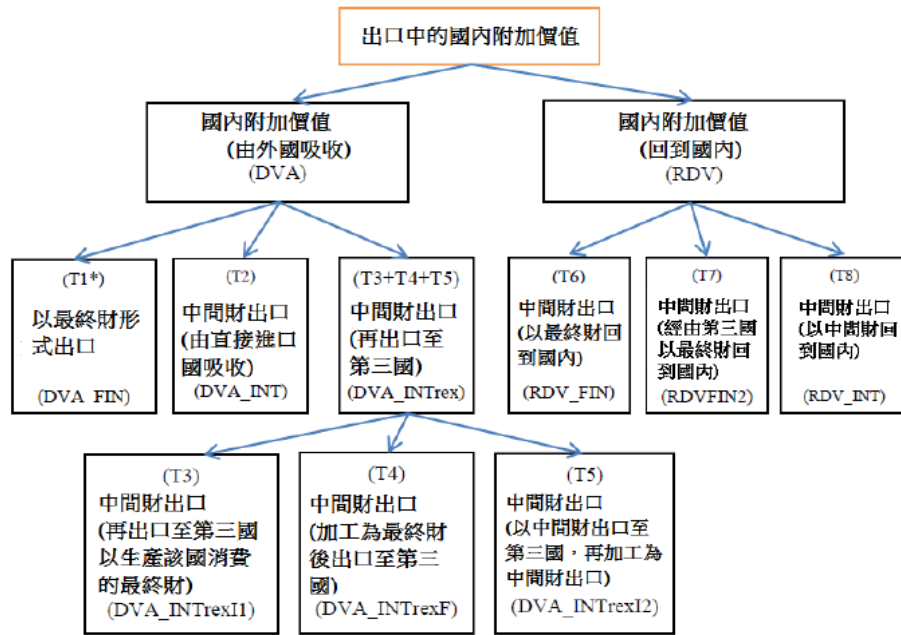 出口中的國內附加價值
國內附加價值
(由外國吸收)
(DVA)
國內附加價值
(回到國內)
(RDV)
(T1*)
以最終財形
式出口
(DVA_FIN)
(T2)
中間財出口
(由直接進口
國吸收)
(DVA_INT)
(T3+T4+T5)
中間財出口
(再出口至
第三國)
(DVA_INTrex)
(T6)
中間財出口
(以最終財回
到國內)
(RDV_FIN)
(T7)
中間財出口
(經由第三國
以最終財回
到國內)
(RDVFIN2)
(T8)
中間財出口
(以中間財回
到國內)
(RDV_INT)
(T3)
中間財出口
(再出口至第三國
以生產該國消費
的最終財)
(DVA_INTrexI1)
(T4)
中間財出口
(加工為最終財
後出口至第三
國)
(DVA_INTrexF)
(T5)
中間財出口
(以中間財出口至
第三國，再加工為
中間財出口)
(DVA_INTrexI2)